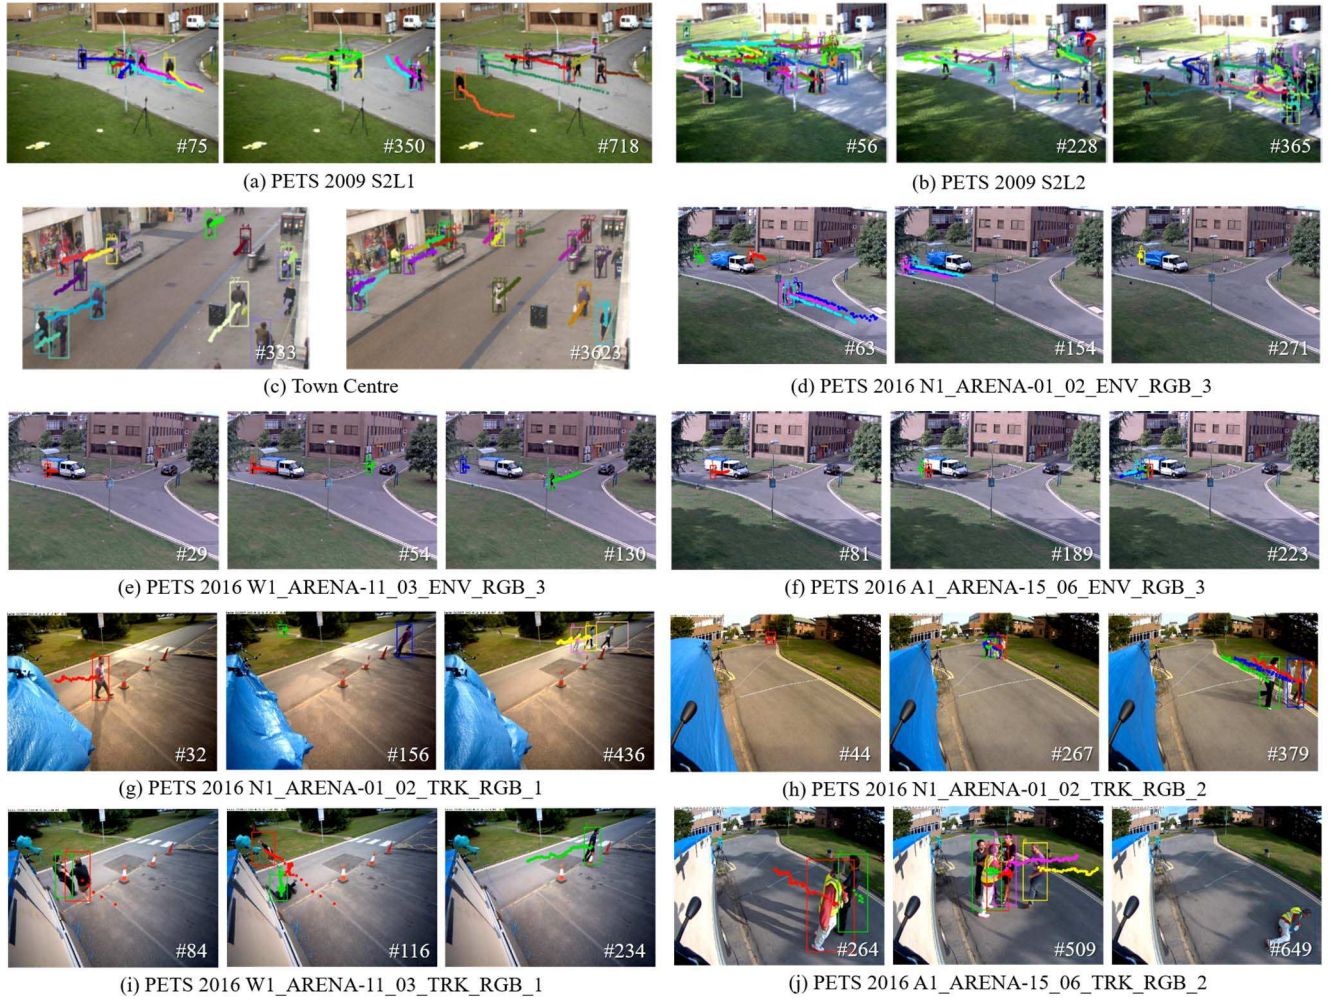 #75 #350 #718 #56 #228 #365
(a) PETS 2009 S2L1 (b) PETS 2009 S2L2
#333 #3623 #63 #154 #271
(c) Town Centre (d) PETS 2016 N1_ARENA-01_02_ENV_RGB_3
#29 #54 #130 #81 #189 #223
(e) PETS 2016 W1_ARENA-11_03_ENV_RGB_3 (f) PETS 2016 A1_ARENA-15_06_ENV_RGB_3
#32 #156 #436 #44 #267 #379
(g) PETS 2016 N1_ARENA-01_02_TRK_RGB_1 (h) PETS 2016 N1_ARENA-01_02_TRK_RGB_2
#84 #116 #234 #264 #509 #649
(i) PETS 2016 W1_ARENA-11_03_TRK_RGB_1 (j) PETS 2016 A1_ARENA-15_06_TRK_RGB_2